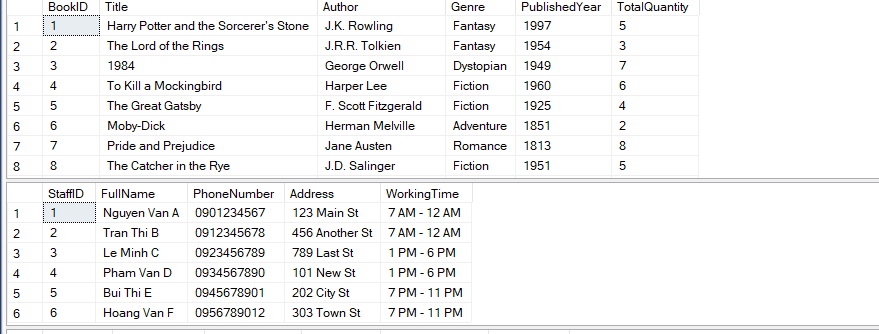 BookID Title Author Genre PublishedYear TotalQuantity
1 1 Harry Potter and the Sorcerer's Stone J.K. Rowling Fantasy 1997 5
2 2 The Lord of the Rings J.R.R. Tolkien Fantasy 1954 3
3 3 1984 George Orwell Dystopian 1949 7
4 4 To Kill a Mockingbird Harper Lee Fiction 1960 6
5 5 The Great Gatsby F. Scott Fitzgerald Fiction 1925 4
6 6 Moby-Dick Herman Melville Adventure 1851 2
7 7 Pride and Prejudice Jane Austen Romance 1813 8
8 8 The Catcher in the Rye J.D. Salinger Fiction 1951 5
StaffID FullName PhoneNumber Address WorkingTime
1 1 Nguyen Van A 0901234567 123 Main St 7 AM - 12 AM
2 2 Tran Thi B 0912345678 456 Another St 7 AM - 12 AM
3 3 Le Minh C 0923456789 789 Last St 1 PM - 6 PM
4 4 Pham Van D 0934567890 101 New St 1 PM - 6 PM
5 5 Bui Thi E 0945678901 202 City St 7 PM - 11 PM
6 6 Hoang Van F 0956789012 303 Town St 7 PM - 11 PM